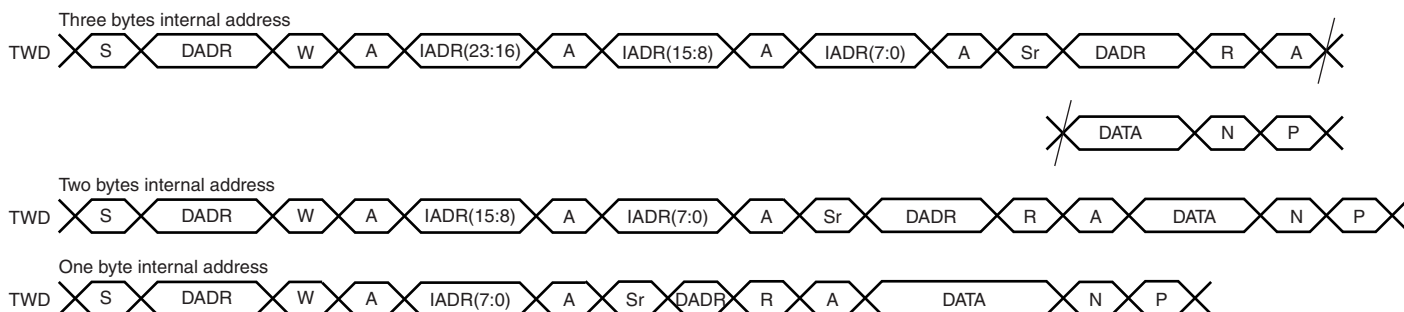 Three bytes internal address
TWD S DADR W A IADR(23:16) A IADR(15:8) A IADR(7:0) A Sr DADR R A
DATA N P
Two bytes internal address
TWD S DADR W A IADR(15:8) A IADR(7:0) A Sr DADR R A DATA N P
One byte internal address
TWD S DADR W A IADR(7:0) A Sr DADR R A DATA N P